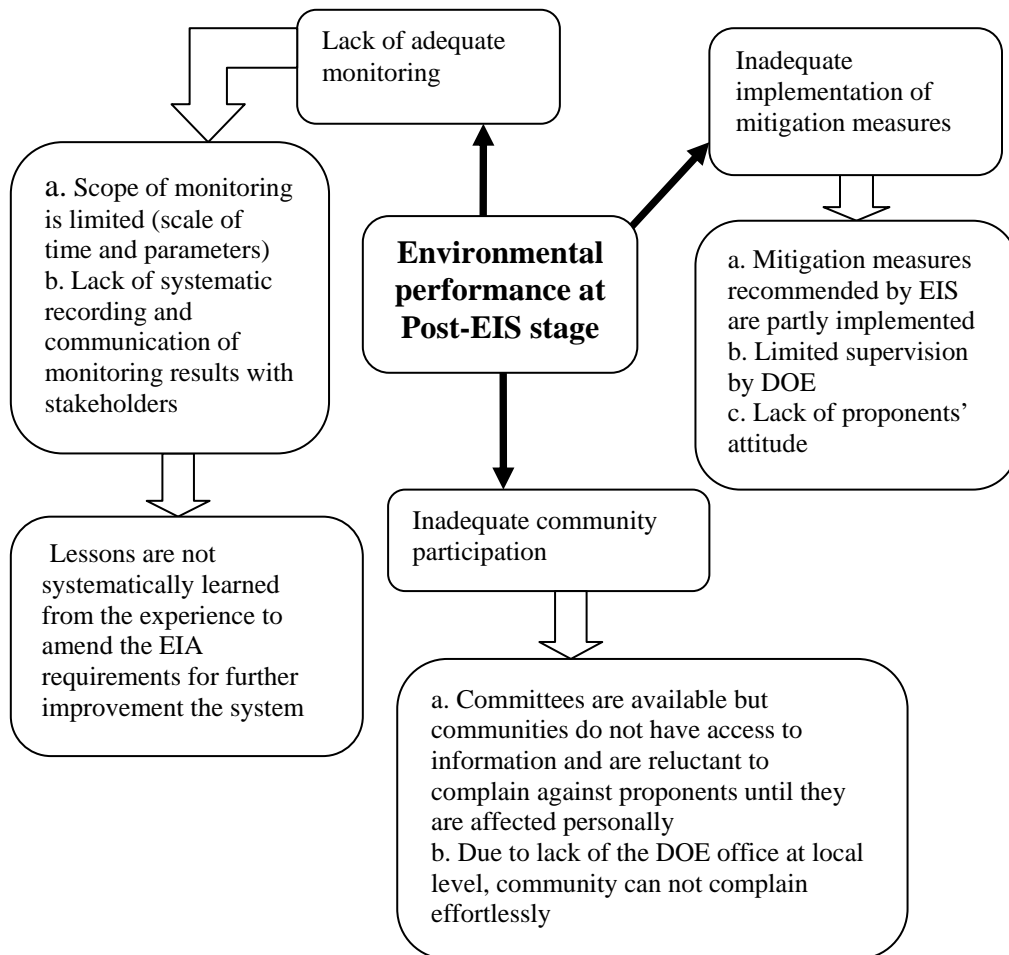 Lack of adequate
monitoring
Inadequate
implementation of
mitigation measures
a. Scope of monitoring
is limited (scale of
time and parameters)
b. Lack of systematic
recording and
communication of
monitoring results with
stakeholders
Environmental
performance at
Post-EIS stage
a. Mitigation measures
recommended by EIS
are partly implemented
b. Limited supervision
by DOE
c. Lack of proponents’
attitude
Inadequate community
participation
Lessons are not
systematically learned
from the experience to
amend the EIA
requirements for further
improvement the system
a. Committees are available but
communities do not have access to
information and are reluctant to
complain against proponents until they
are affected personally
b. Due to lack of the DOE office at local
level, community can not complain
effortlessly